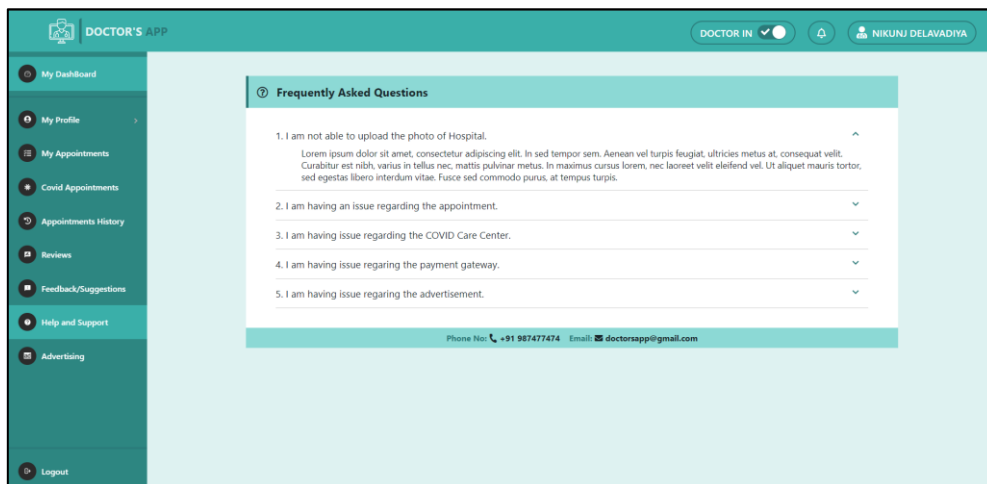 DOCTOR'S APP
DOCTOR IN
NIKUNJ DELAVADIYA
My DashBoard
My Profile
My Appointments
Covid Appointments
Appointments History
Reviews
Feedback/Suggestions
Help and Support
Advertising
Logout
Frequently Asked Questions
1. I am not able to upload the photo of Hospital.
Lorem ipsum dolor sit amet, consectetur adipiscing elit. In sed tempor sem. Aenean vel turpis feugiat, ultricies metus at, consequat velit.
Curabitur est nibh, varius in tellus nec, mattis pulvinar metus. In maximus cursus lorem, nec laoreet velit eleifend vel. Ut aliquet mauris tortor,
sed egestas libero interdum vitae. Fusce sed commodo purus, at tempus turpis.
2. I am having an issue regarding the appointment.
3. I am having issue regarding the COVID Care Center.
4. I am having issue regaring the payment gateway.
5. I am having issue regaring the advertisement.
Phone No: +91 987477474 Email: doctorsapp@gmail.com